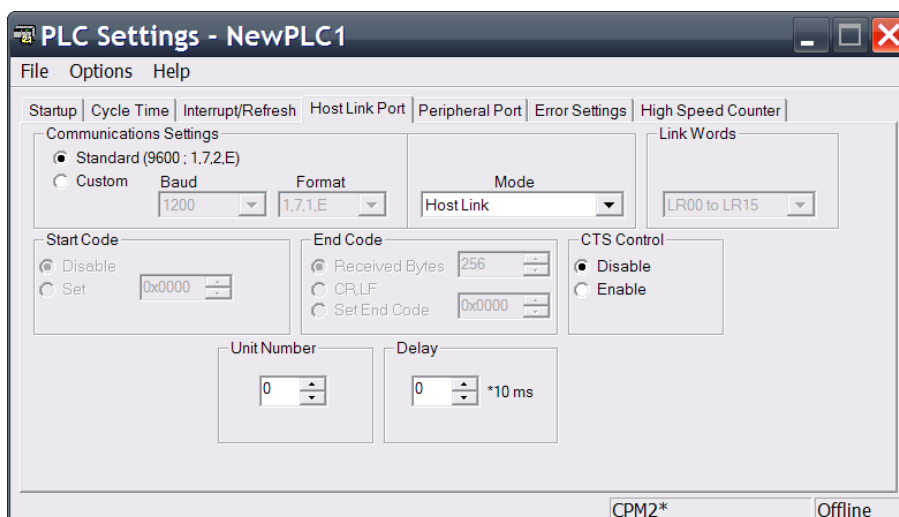 PLC Settings - NewPLC1
File Options Help
Startup Cycle Time Interrupt/Refresh Host Link Port Peripheral Port Error Settings High Speed Counter
Communications Settings
Standard (9600 ; 1,7,2,E)
Custom Baud Format
1200 1,7,1,E
Mode
Host Link
Link Words
LR00 to LR15
Start Code
Disable
Set 0x0000
End Code
Received Bytes 256
CR,LF
Set End Code 0x0000
CTS Control
Disable
Enable
Unit Number
0
Delay
0 *10 ms
CPM2* Offline